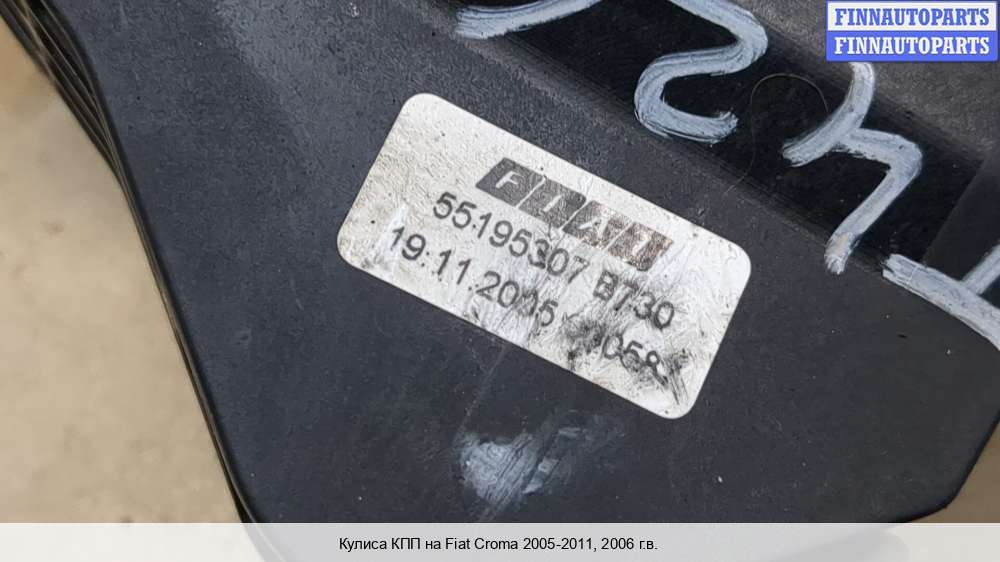 FINNAUTOPARTS
FINNAUTOPARTS
FIAT
55195307 B730
19.11.2005
Кулиса КПП на Fiat Croma 2005-2011, 2006 г.в.